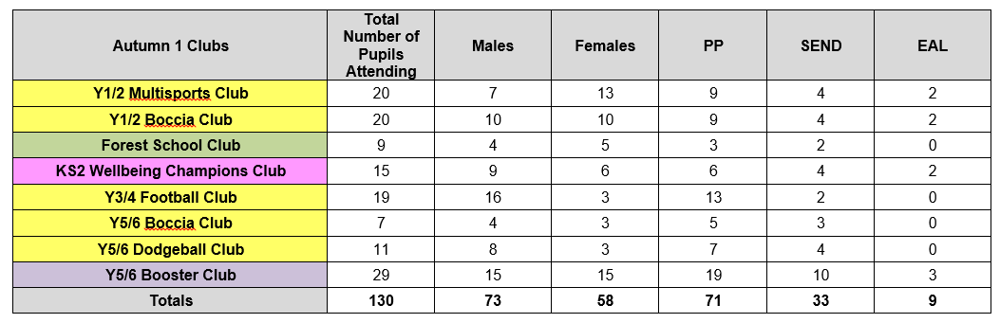 Autumn 1 Clubs Total Number of Pupils Attending Males Females PP SEND EAL
Y1/2 Multisports Club 20 7 13 9 4 2
Y1/2 Boccia Club 20 10 10 9 4 2
Forest School Club 9 4 5 3 2 0
KS2 Wellbeing Champions Club 15 9 6 6 4 2
Y3/4 Football Club 19 16 3 13 2 0
Y5/6 Boccia Club 7 4 3 5 3 0
Y5/6 Dodgeball Club 11 8 3 7 4 0
Y5/6 Booster Club 29 15 15 19 10 3
Totals 130 73 58 71 33 9